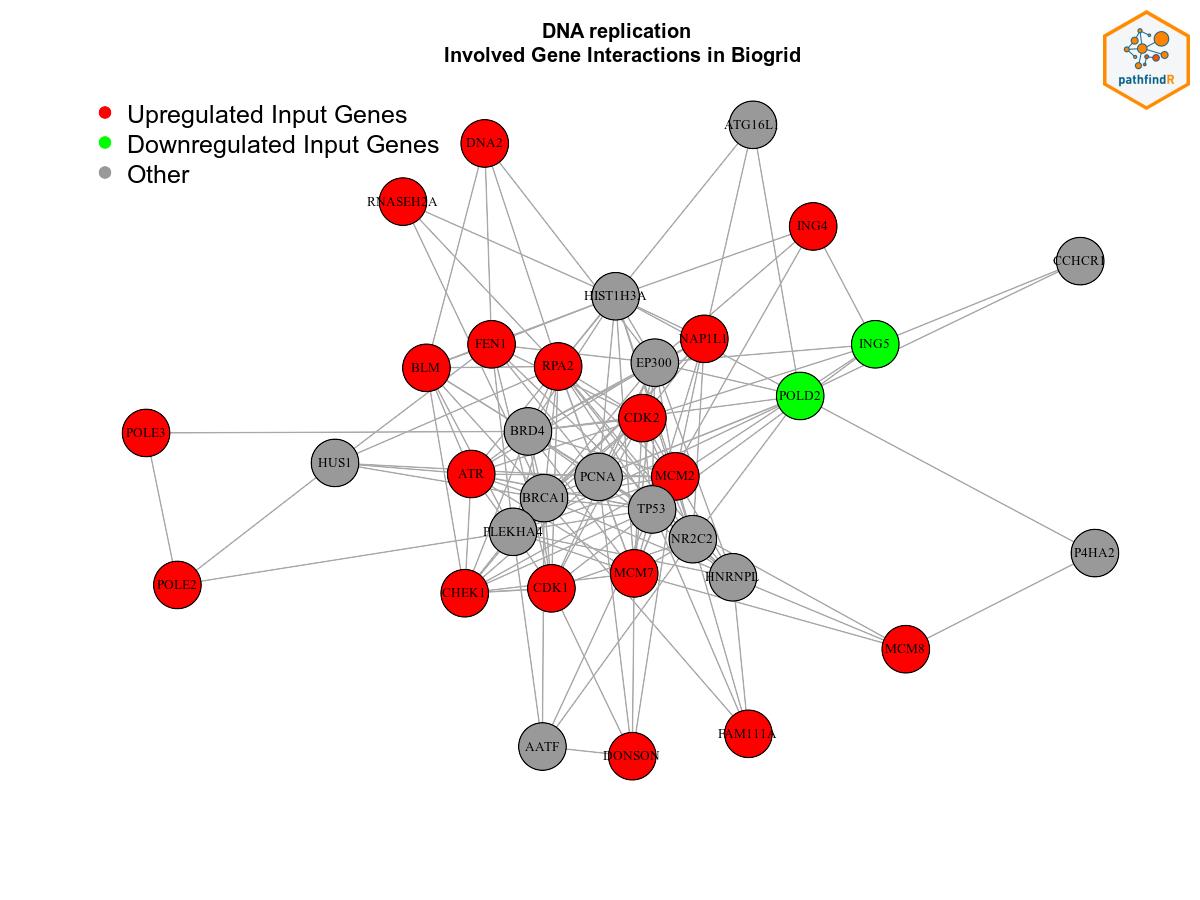 DNA replication
Involved Gene Interactions in Biogrid
pathfindR
Upregulated Input Genes
Downregulated Input Genes
Other
ATG16L1
DNA2
RNASEH2A
ING4
CCHCR1
HIST1H3A
NAP1L1
FEN1
ING5
EP300
BLM
RPA2
POLD2
CDK2
POLE3
BRD4
HUS1
ATR
PCNA
MCM2
BRCA1
TP53
PLEKHA4
NR2C2
P4HA2
MCM7
HNRNPL
POLE2
CHEK1
CDK1
MCM8
FAM111A
AATF
DONSON